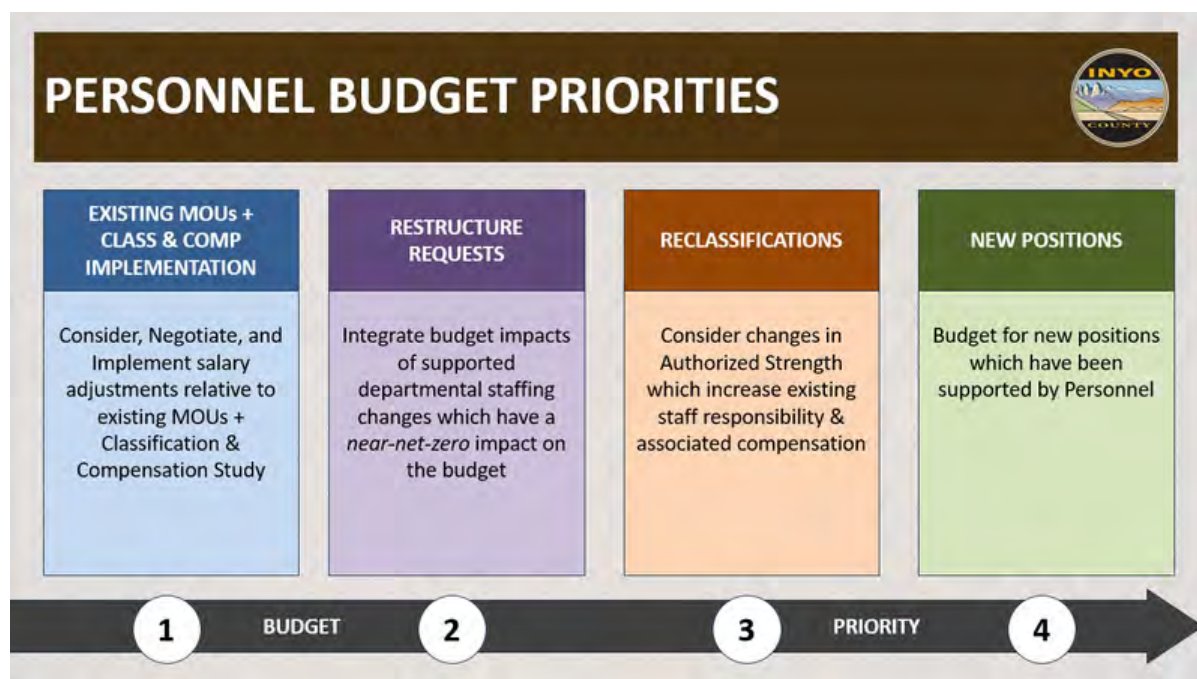 PERSONNEL BUDGET PRIORITIES
INYO
COUNTY
EXISTING MOUs +
CLASS & COMP
IMPLEMENTATION
Consider, Negotiate, and
Implement salary
adjustments relative to
existing MOUs +
Classification &
Compensation Study
RESTRUCTURE
REQUESTS
Integrate budget impacts
of supported
departmental staffing
changes which have a
near-net-zero impact on
the budget
RECLASSIFICATIONS
Consider changes in
Authorized Strength
which increase existing
staff responsibility &
associated compensation
NEW POSITIONS
Budget for new positions
which have been
supported by Personnel
1 BUDGET 2 3 PRIORITY 4